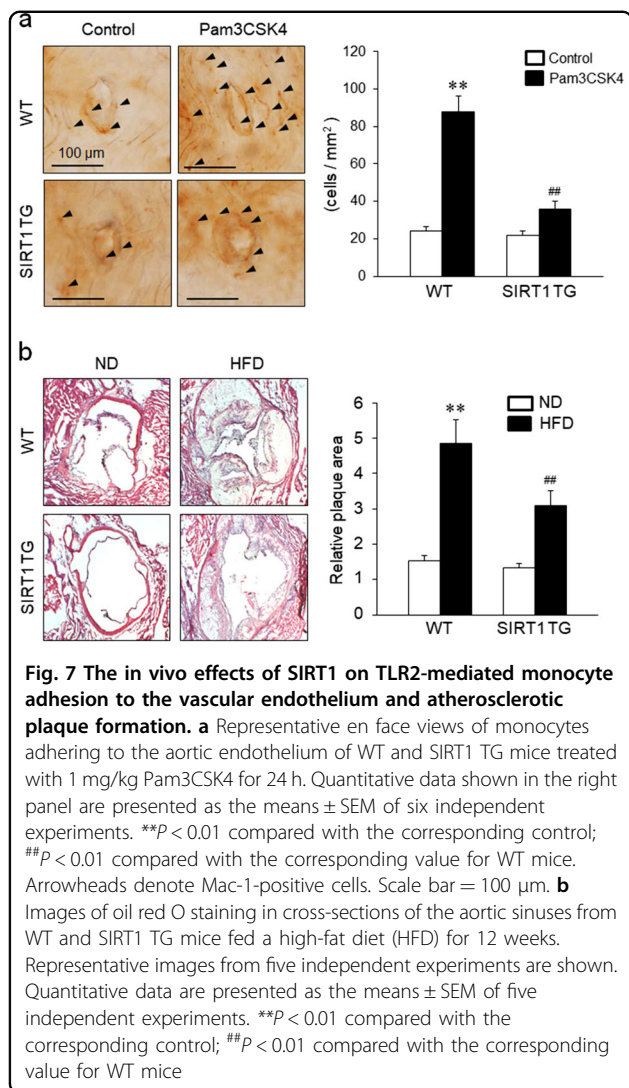 a
Control
Pam3CSK4
WT
100 μm
SIRT1 TG
120
100
80
60
40
20
0
(cells / mm²)
Control
Pam3CSK4
**
##
WT
SIRT1 TG
b
ND
HFD
WT
SIRT1 TG
6
5
4
3
2
1
0
Relative plaque area
ND
HFD
**
##
WT
SIRT1 TG
Fig. 7 The in vivo effects of SIRT1 on TLR2-mediated monocyte
adhesion to the vascular endothelium and atherosclerotic
plaque formation. a Representative en face views of monocytes
adhering to the aortic endothelium of WT and SIRT1 TG mice treated
with 1 mg/kg Pam3CSK4 for 24 h. Quantitative data shown in the right
panel are presented as the means ± SEM of six independent
experiments. **P < 0.01 compared with the corresponding control;
##P < 0.01 compared with the corresponding value for WT mice.
Arrowheads denote Mac-1-positive cells. Scale bar = 100 μm. b
Images of oil red O staining in cross-sections of the aortic sinuses from
WT and SIRT1 TG mice fed a high-fat diet (HFD) for 12 weeks.
Representative images from five independent experiments are shown.
Quantitative data are presented as the means ± SEM of five
independent experiments. **P < 0.01 compared with the
corresponding control; ##P < 0.01 compared with the corresponding
value for WT mice